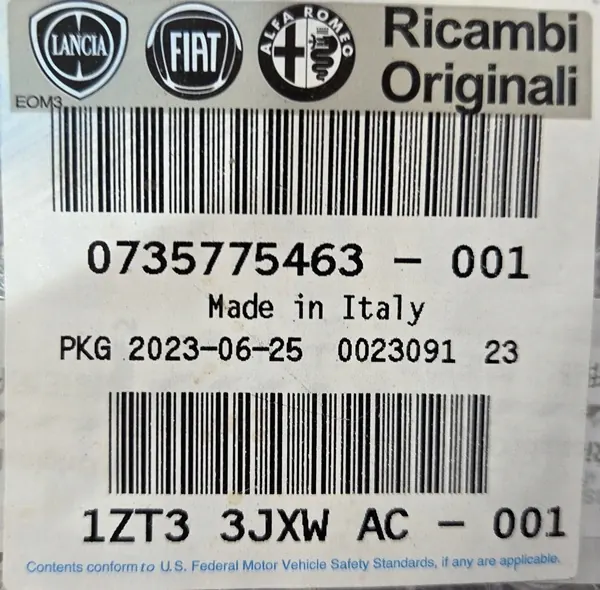 LANCIA FIAT ALFA ROMEO Ricambi
Originali
EOM3
0735775463 - 001
Made in Italy
PKG 2023-06-25 0023091 23
1ZT3 3JXW AC - 001
Contents conform to U.S. Federal Motor Vehicle Safety Standards, if any are applicable.